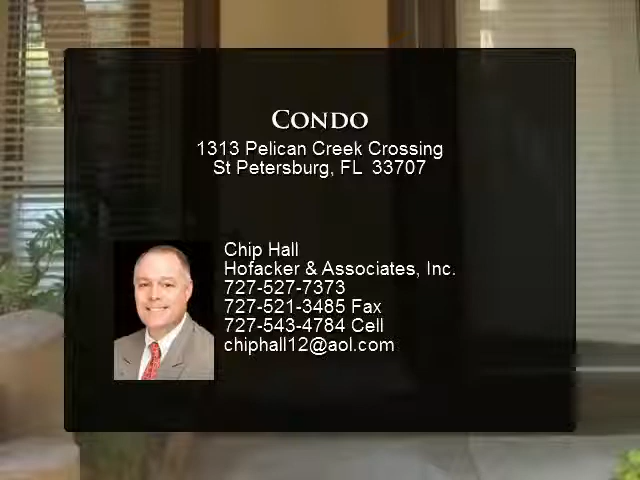 CONDO
1313 Pelican Creek Crossing
St Petersburg, FL  33707
Chip Hall
Hofacker & Associates, Inc.
727-527-7373
727-521-3485 Fax
727-543-4784 Cell
chiphall12@aol.com